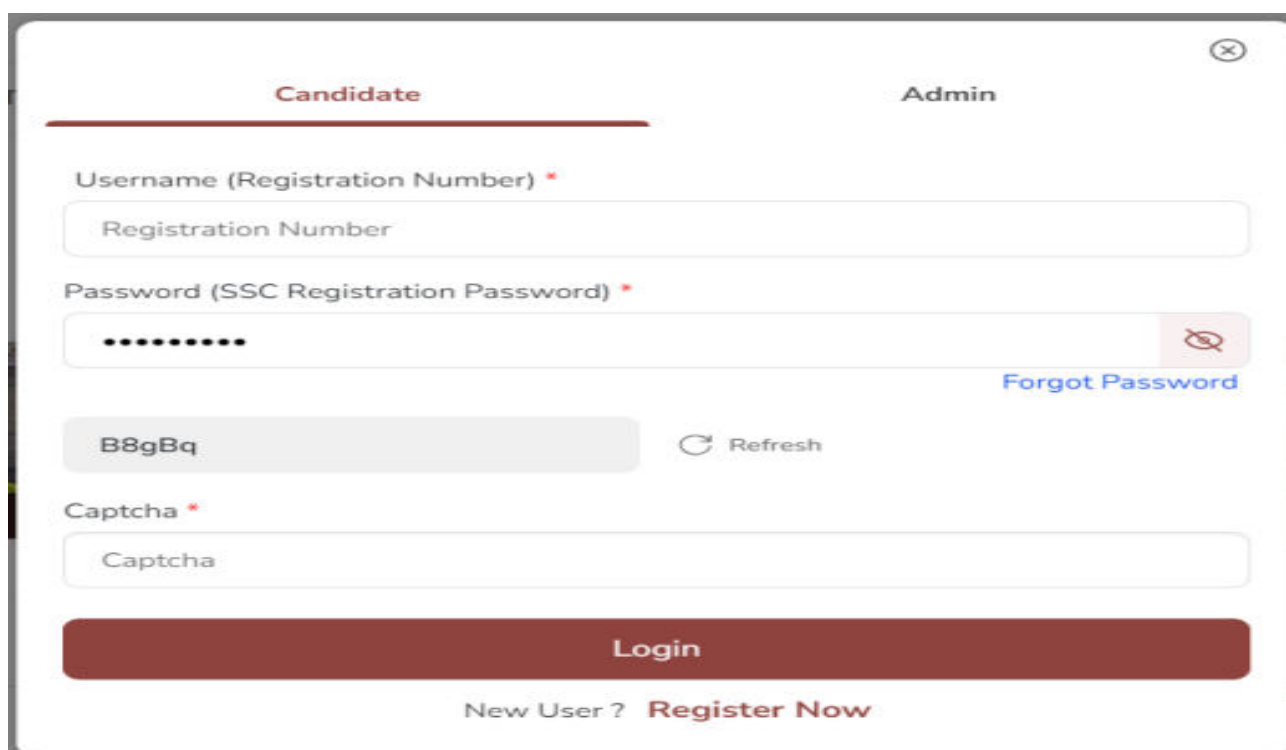 Candidate Admin
Username (Registration Number) *
Registration Number
Password (SSC Registration Password) *
•••••••••
Forgot Password
B8gBq Refresh
Captcha *
Captcha
Login
New User ? Register Now